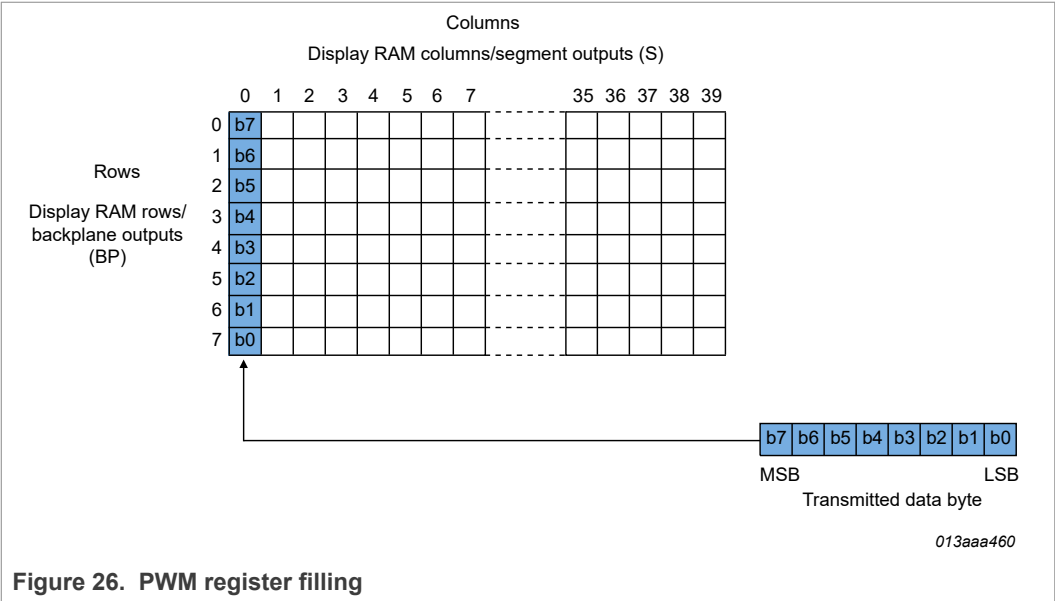 Columns
Display RAM columns/segment outputs (S)
0 1 2 3 4 5 6 7 35 36 37 38 39
0 b7
1 b6
Rows
2 b5
Display RAM rows/
3 b4
backplane outputs
4 b3
(BP)
5 b2
6 b1
7 b0
b7 b6 b5 b4 b3 b2 b1 b0
MSB LSB
Transmitted data byte
013aaa460
Figure 26. PWM register filling